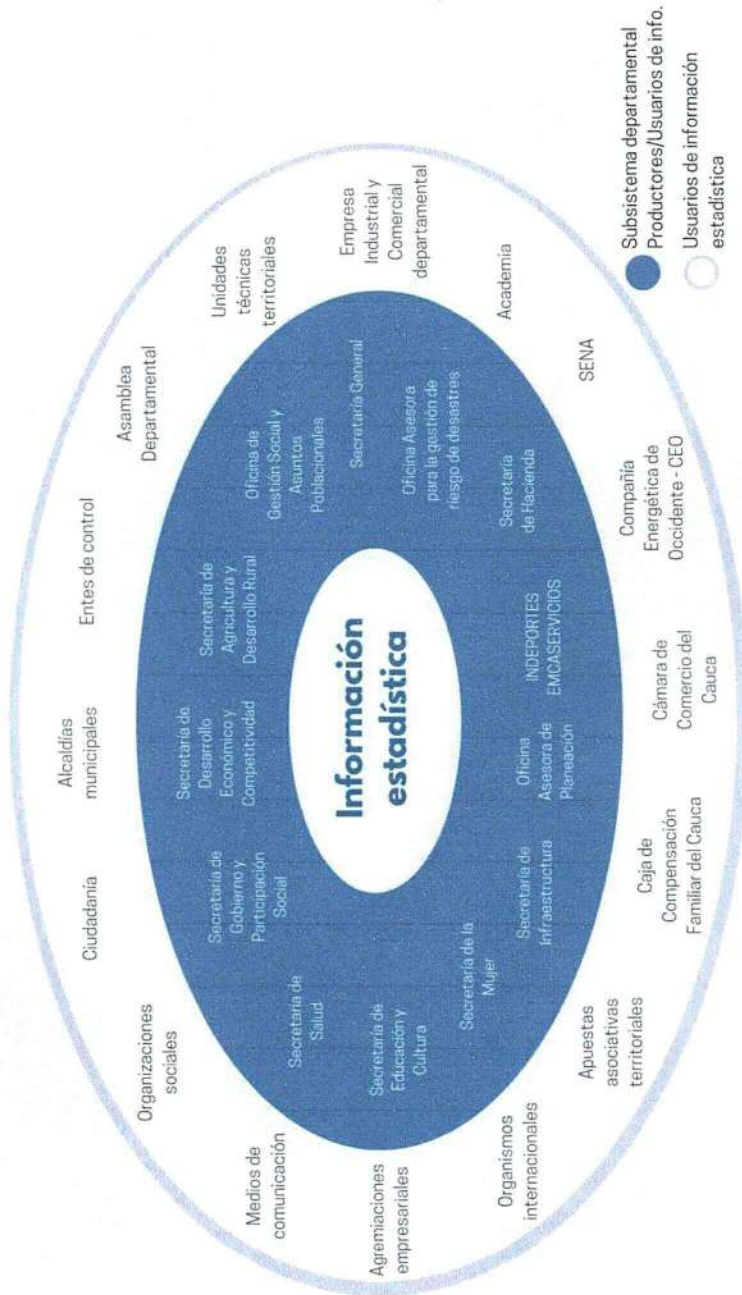 Información
estadística
Secretaría de
Desarrollo
Económico y
Competitividad
Secretaría de
Agricultura y
Desarrollo Rural
Oficina de
Gestión Social y
Asuntos
Poblacionales
Secretaría General
Oficina Asesora
para la gestión de
riesgo de desastres
Secretaría
de Hacienda
INDEPORTES
EMCASERVICIOS
Oficina
Asesora de
Planeación
Secretaría de
Infraestructura
Secretaría de la
Mujer
Secretaría de
Educación y
Cultura
Secretaría de
Salud
Secretaría de
Gobierno y
Participación
Social
Alcaldías
municipales
Entes de control
Asamblea
Departamental
Unidades
técnicas
territoriales
Empresa
Industrial y
Comercial
departamental
Academia
SENA
Compañía
Energética de
Occidente - CEO
Cámara de
Comercio del
Cauca
Caja de
Compensación
Familiar del Cauca
Apuestas
asociativas
territoriales
Organismos
internacionales
Agremiaciones
empresariales
Medios de
comunicación
Organizaciones
sociales
Ciudadanía
Subsistema departamental
Productores/Usuarios de info.
Usuarios de información
estadística